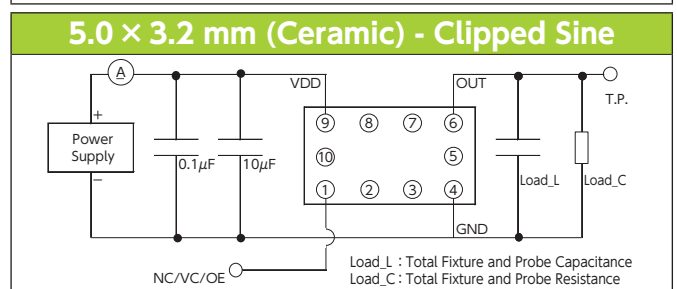 5.0 × 3.2 mm (Ceramic) - Clipped Sine
A
VDD
OUT
T.P.
+
Power
Supply
−
0.1μF
10μF
9
8
7
6
10
5
1
2
3
4
Load_L
Load_C
GND
NC/VC/OE
Load_L : Total Fixture and Probe Capacitance
Load_C : Total Fixture and Probe Resistance